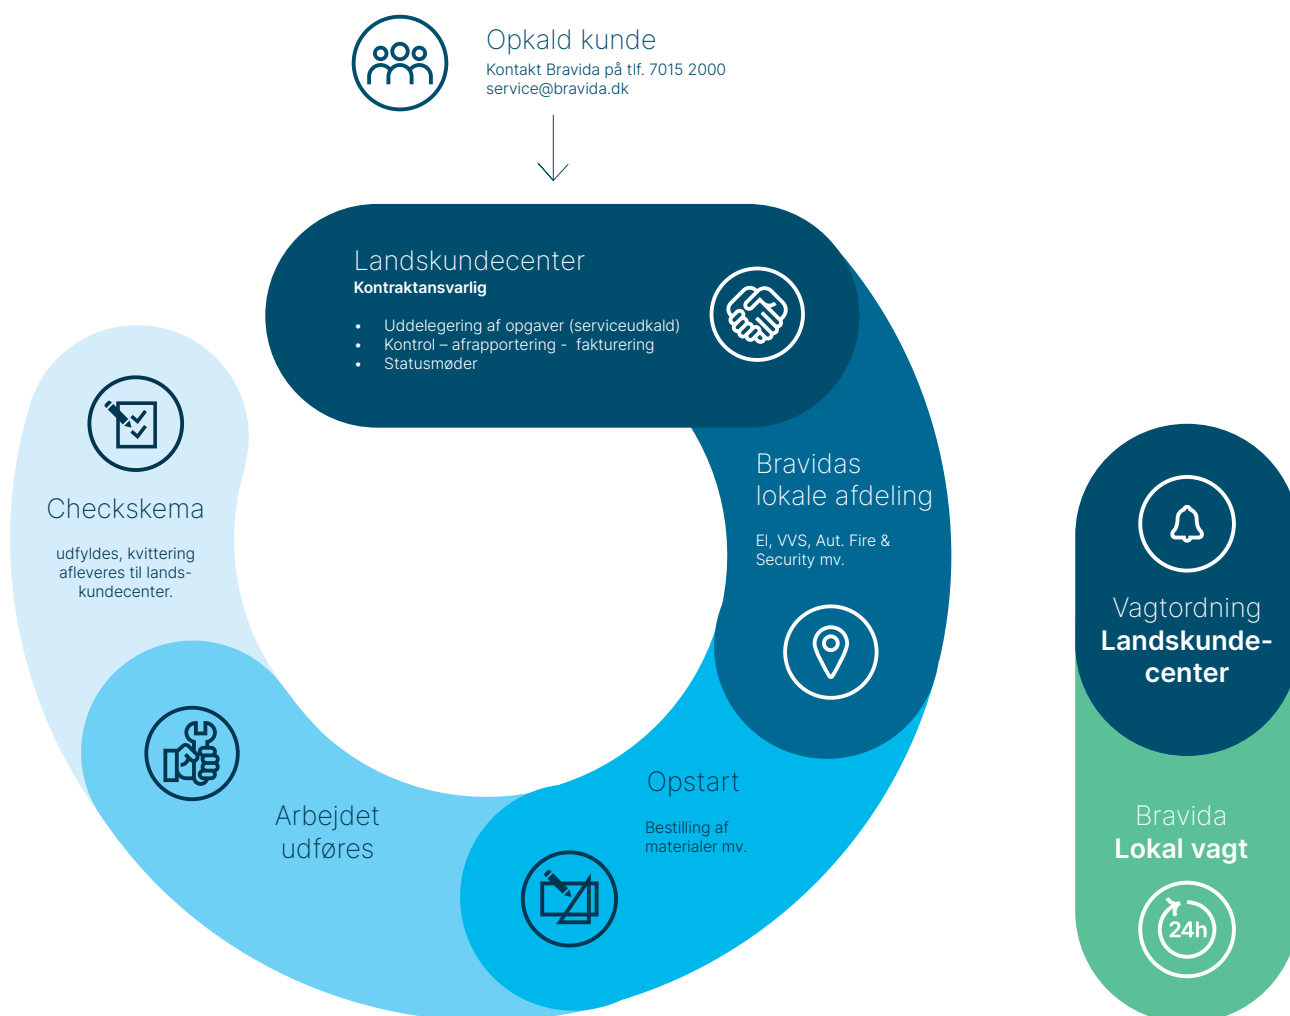 Opkald kunde
Kontakt Bravida på tlf. 7015 2000
service@bravida.dk
Landskundecenter
Kontraktansvarlig
• Uddelegering af opgaver (serviceudkald)
• Kontrol – afrapportering - fakturering
• Statusmøder
Bravidas
lokale afdeling
El, VVS, Aut. Fire &
Security mv.
Opstart
Bestilling af
materialer mv.
Arbejdet
udføres
Checkskema
udfyldes, kvittering
afleveres til lands-
kundecenter.
Vagtordning
Landskunde-
center
Bravida
Lokal vagt
24h